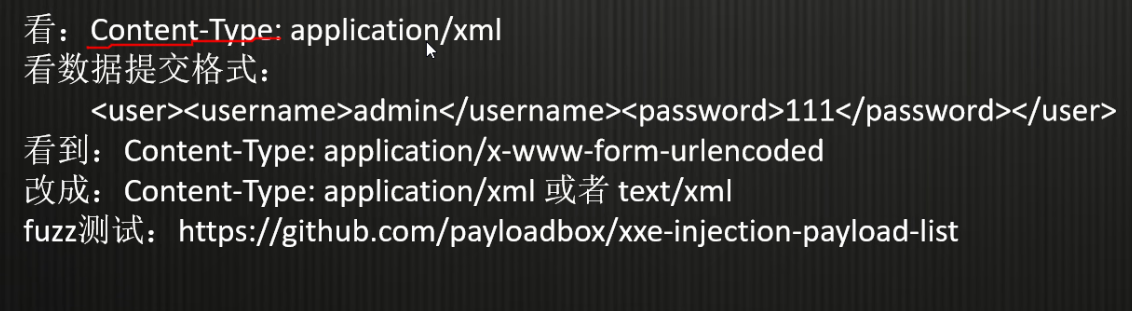 看：Content-Type: application/xml
看数据提交格式：
<user><username>admin</username><password>111</password></user>
看到：Content-Type: application/x-www-form-urlencoded
改成：Content-Type: application/xml 或者 text/xml
fuzz测试：https://github.com/payloadbox/xxe-injection-payload-list